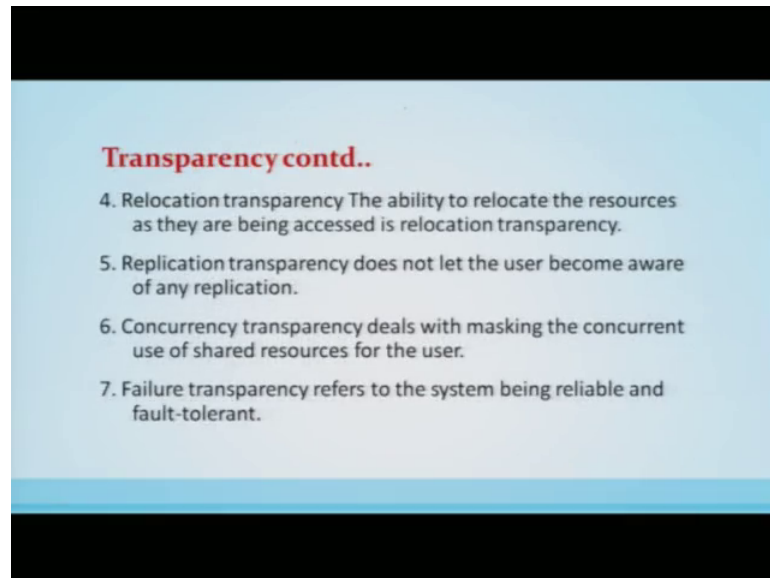 Transparency contd..
4. Relocation transparency The ability to relocate the resources
as they are being accessed is relocation transparency.
5. Replication transparency does not let the user become aware
of any replication.
6. Concurrency transparency deals with masking the concurrent
use of shared resources for the user.
7. Failure transparency refers to the system being reliable and
fault-tolerant.